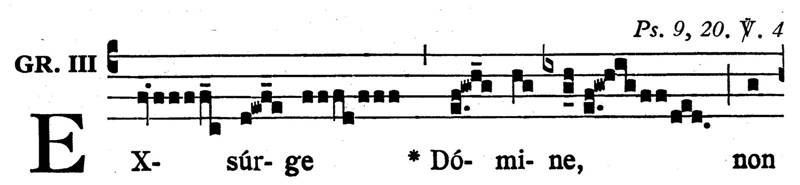 Ps. 9, 20. ℣. 4
GR. III
EX- súr- ge * Dó- mi- ne, non